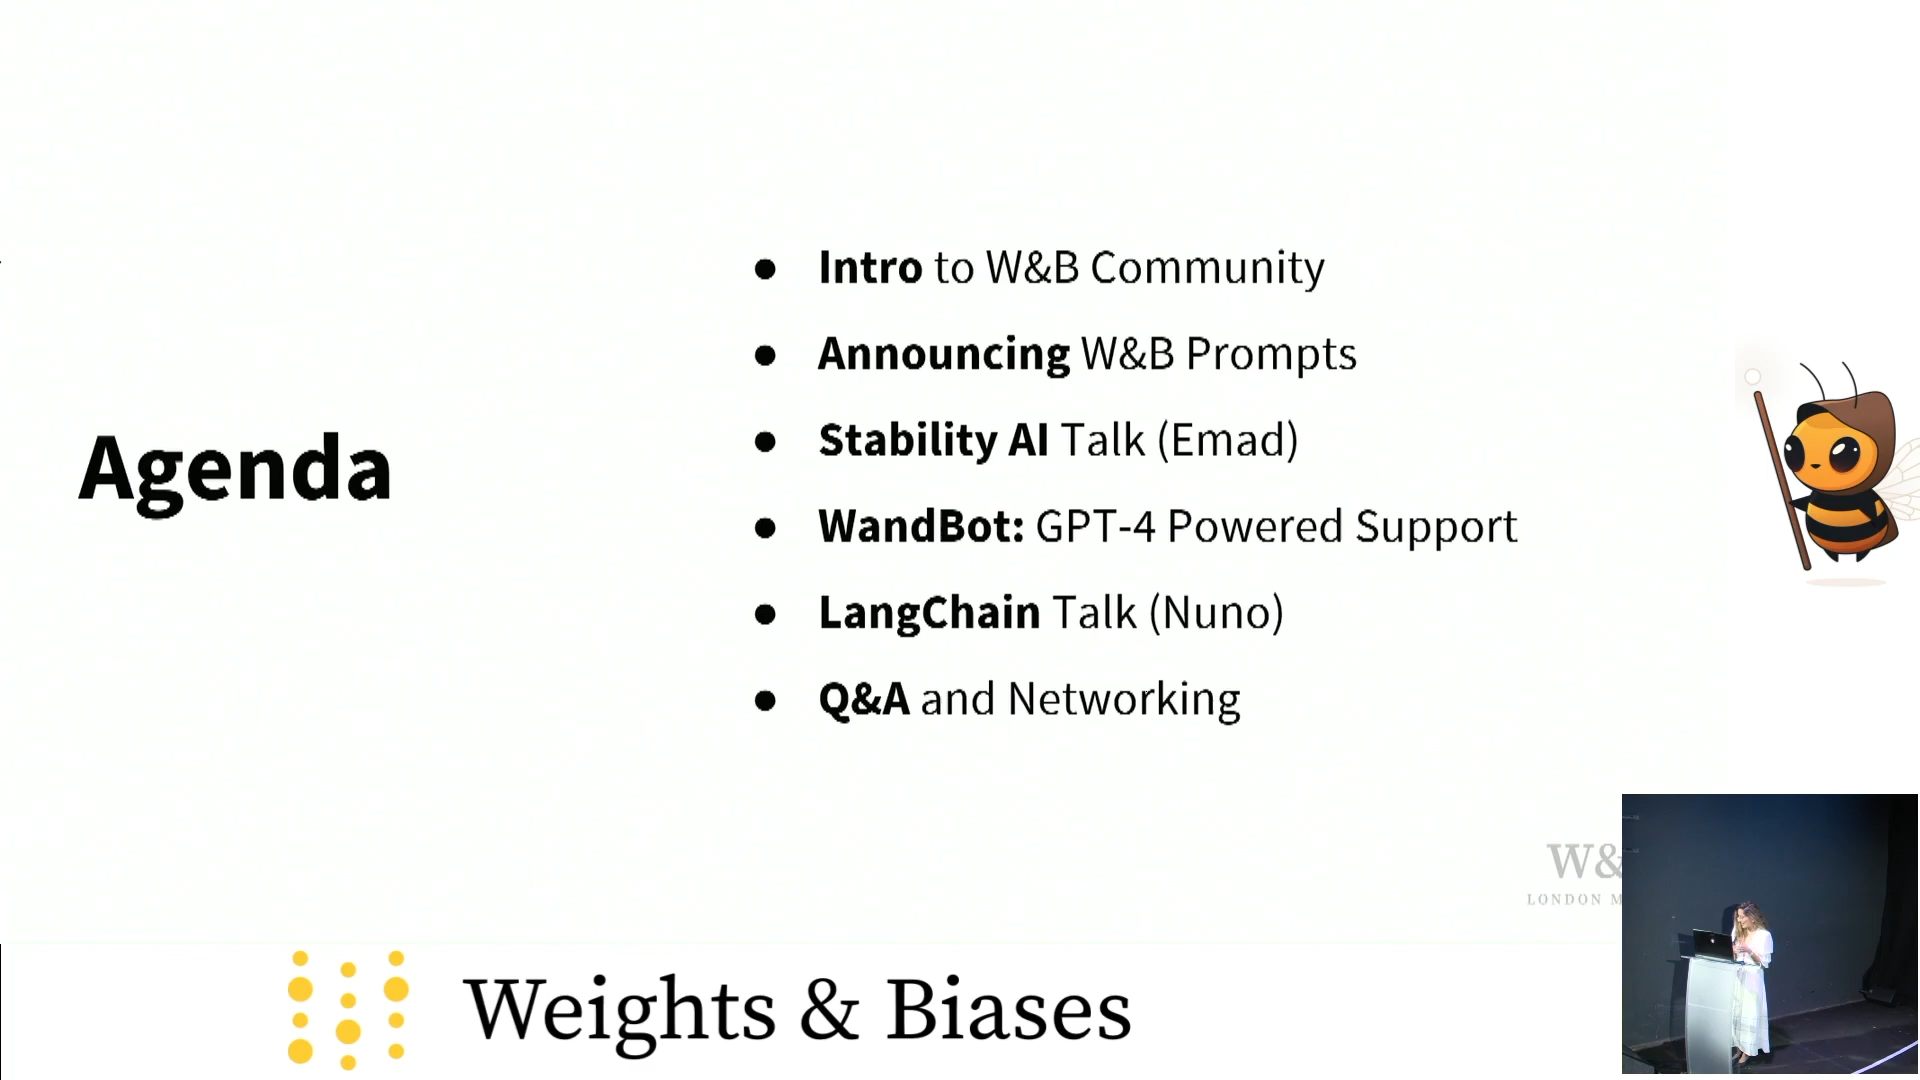 Agenda
Intro to W&B Community
Announcing W&B Prompts
Stability AI Talk (Emad)
WandBot: GPT-4 Powered Support
LangChain Talk (Nuno)
Q&A and Networking
W&
LONDON M
Weights & Biases